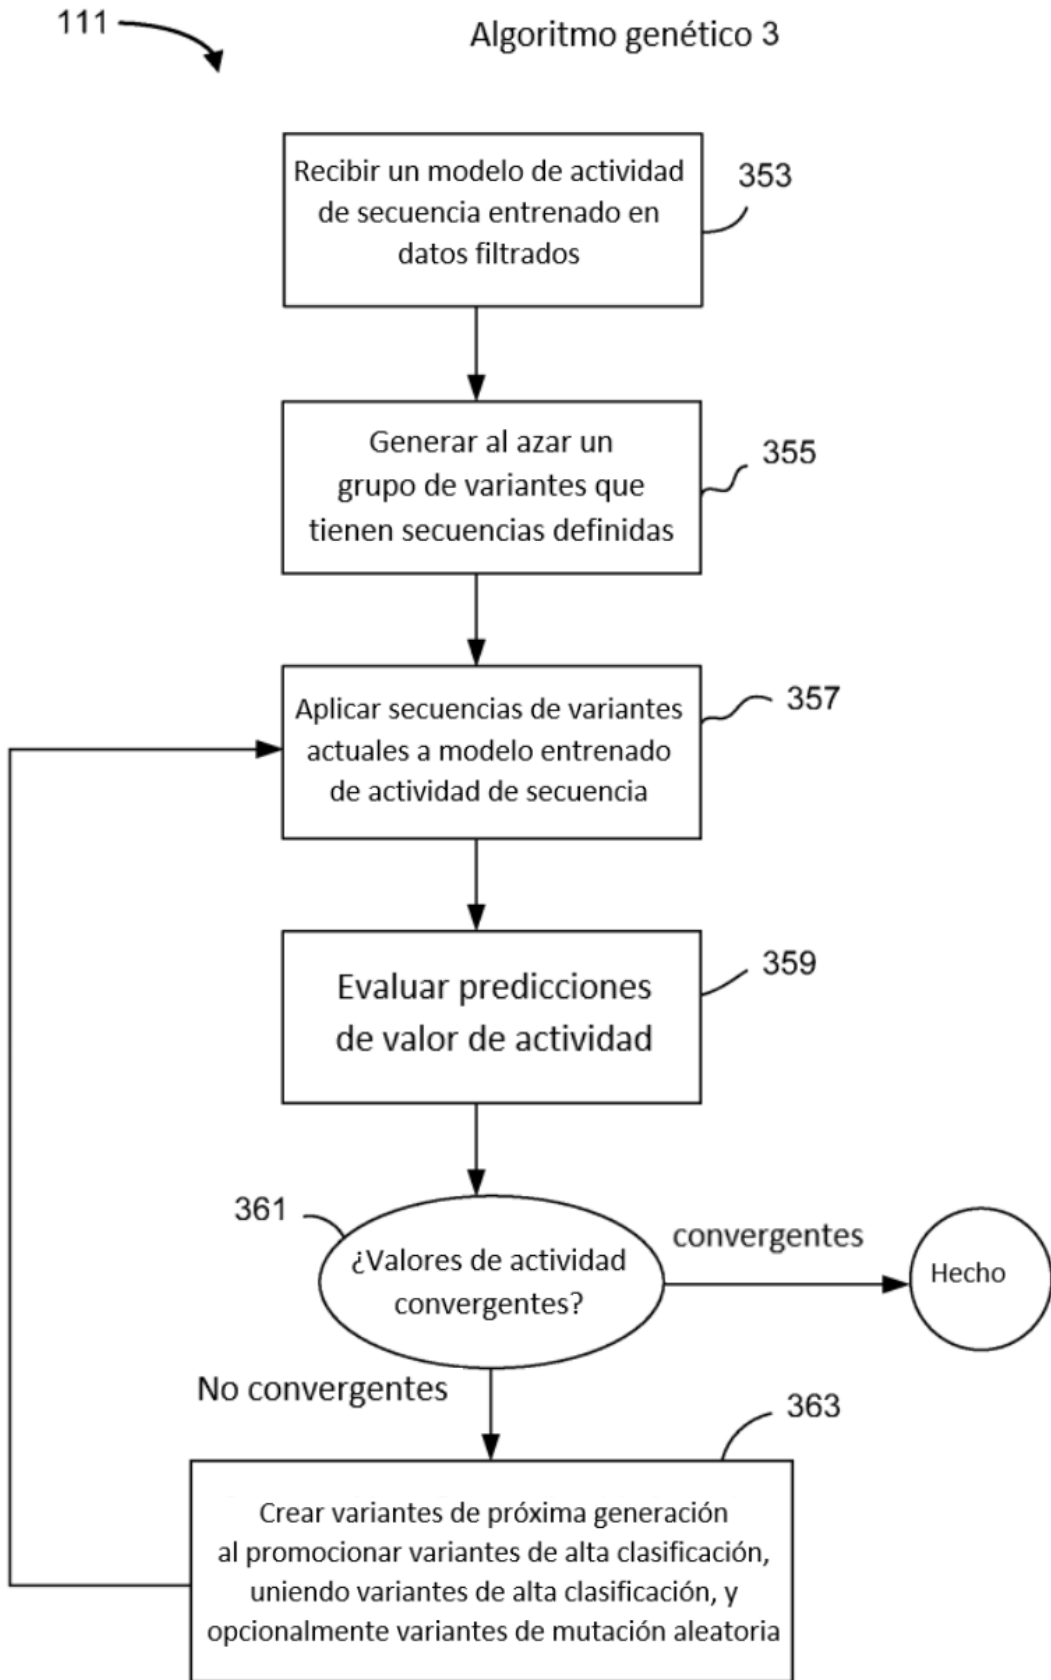 111
Algoritmo genético 3
Recibir un modelo de actividad
de secuencia entrenado en
datos filtrados
353
Generar al azar un
grupo de variantes que
tienen secuencias definidas
355
Aplicar secuencias de variantes
actuales a modelo entrenado
de actividad de secuencia
357
Evaluar predicciones
de valor de actividad
359
361
¿Valores de actividad
convergentes?
convergentes
Hecho
No convergentes
363
Crear variantes de próxima generación
al promocionar variantes de alta clasificación,
uniendo variantes de alta clasificación, y
opcionalmente variantes de mutación aleatoria